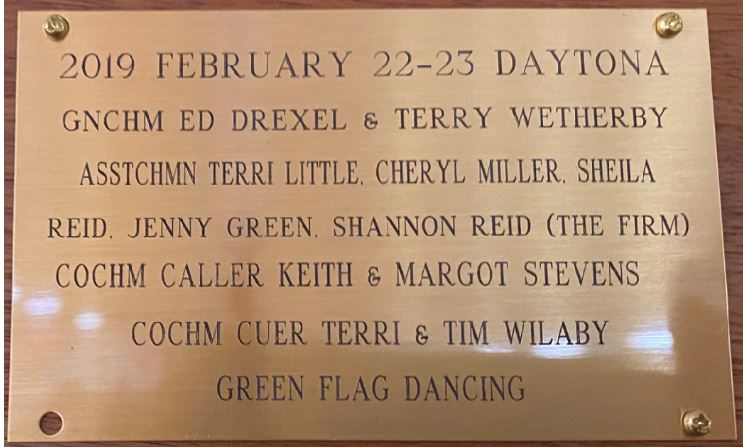 2019 FEBRUARY 22-23 DAYTONA
GNCHM ED DREXEL & TERRY WETHERBY
ASSTCHMN TERRI LITTLE, CHERYL MILLER, SHEILA
REID, JENNY GREEN, SHANNON REID (THE FIRM)
COCHM CALLER KEITH & MARGOT STEVENS
COCHM CUER TERRI & TIM WILABY
GREEN FLAG DANCING